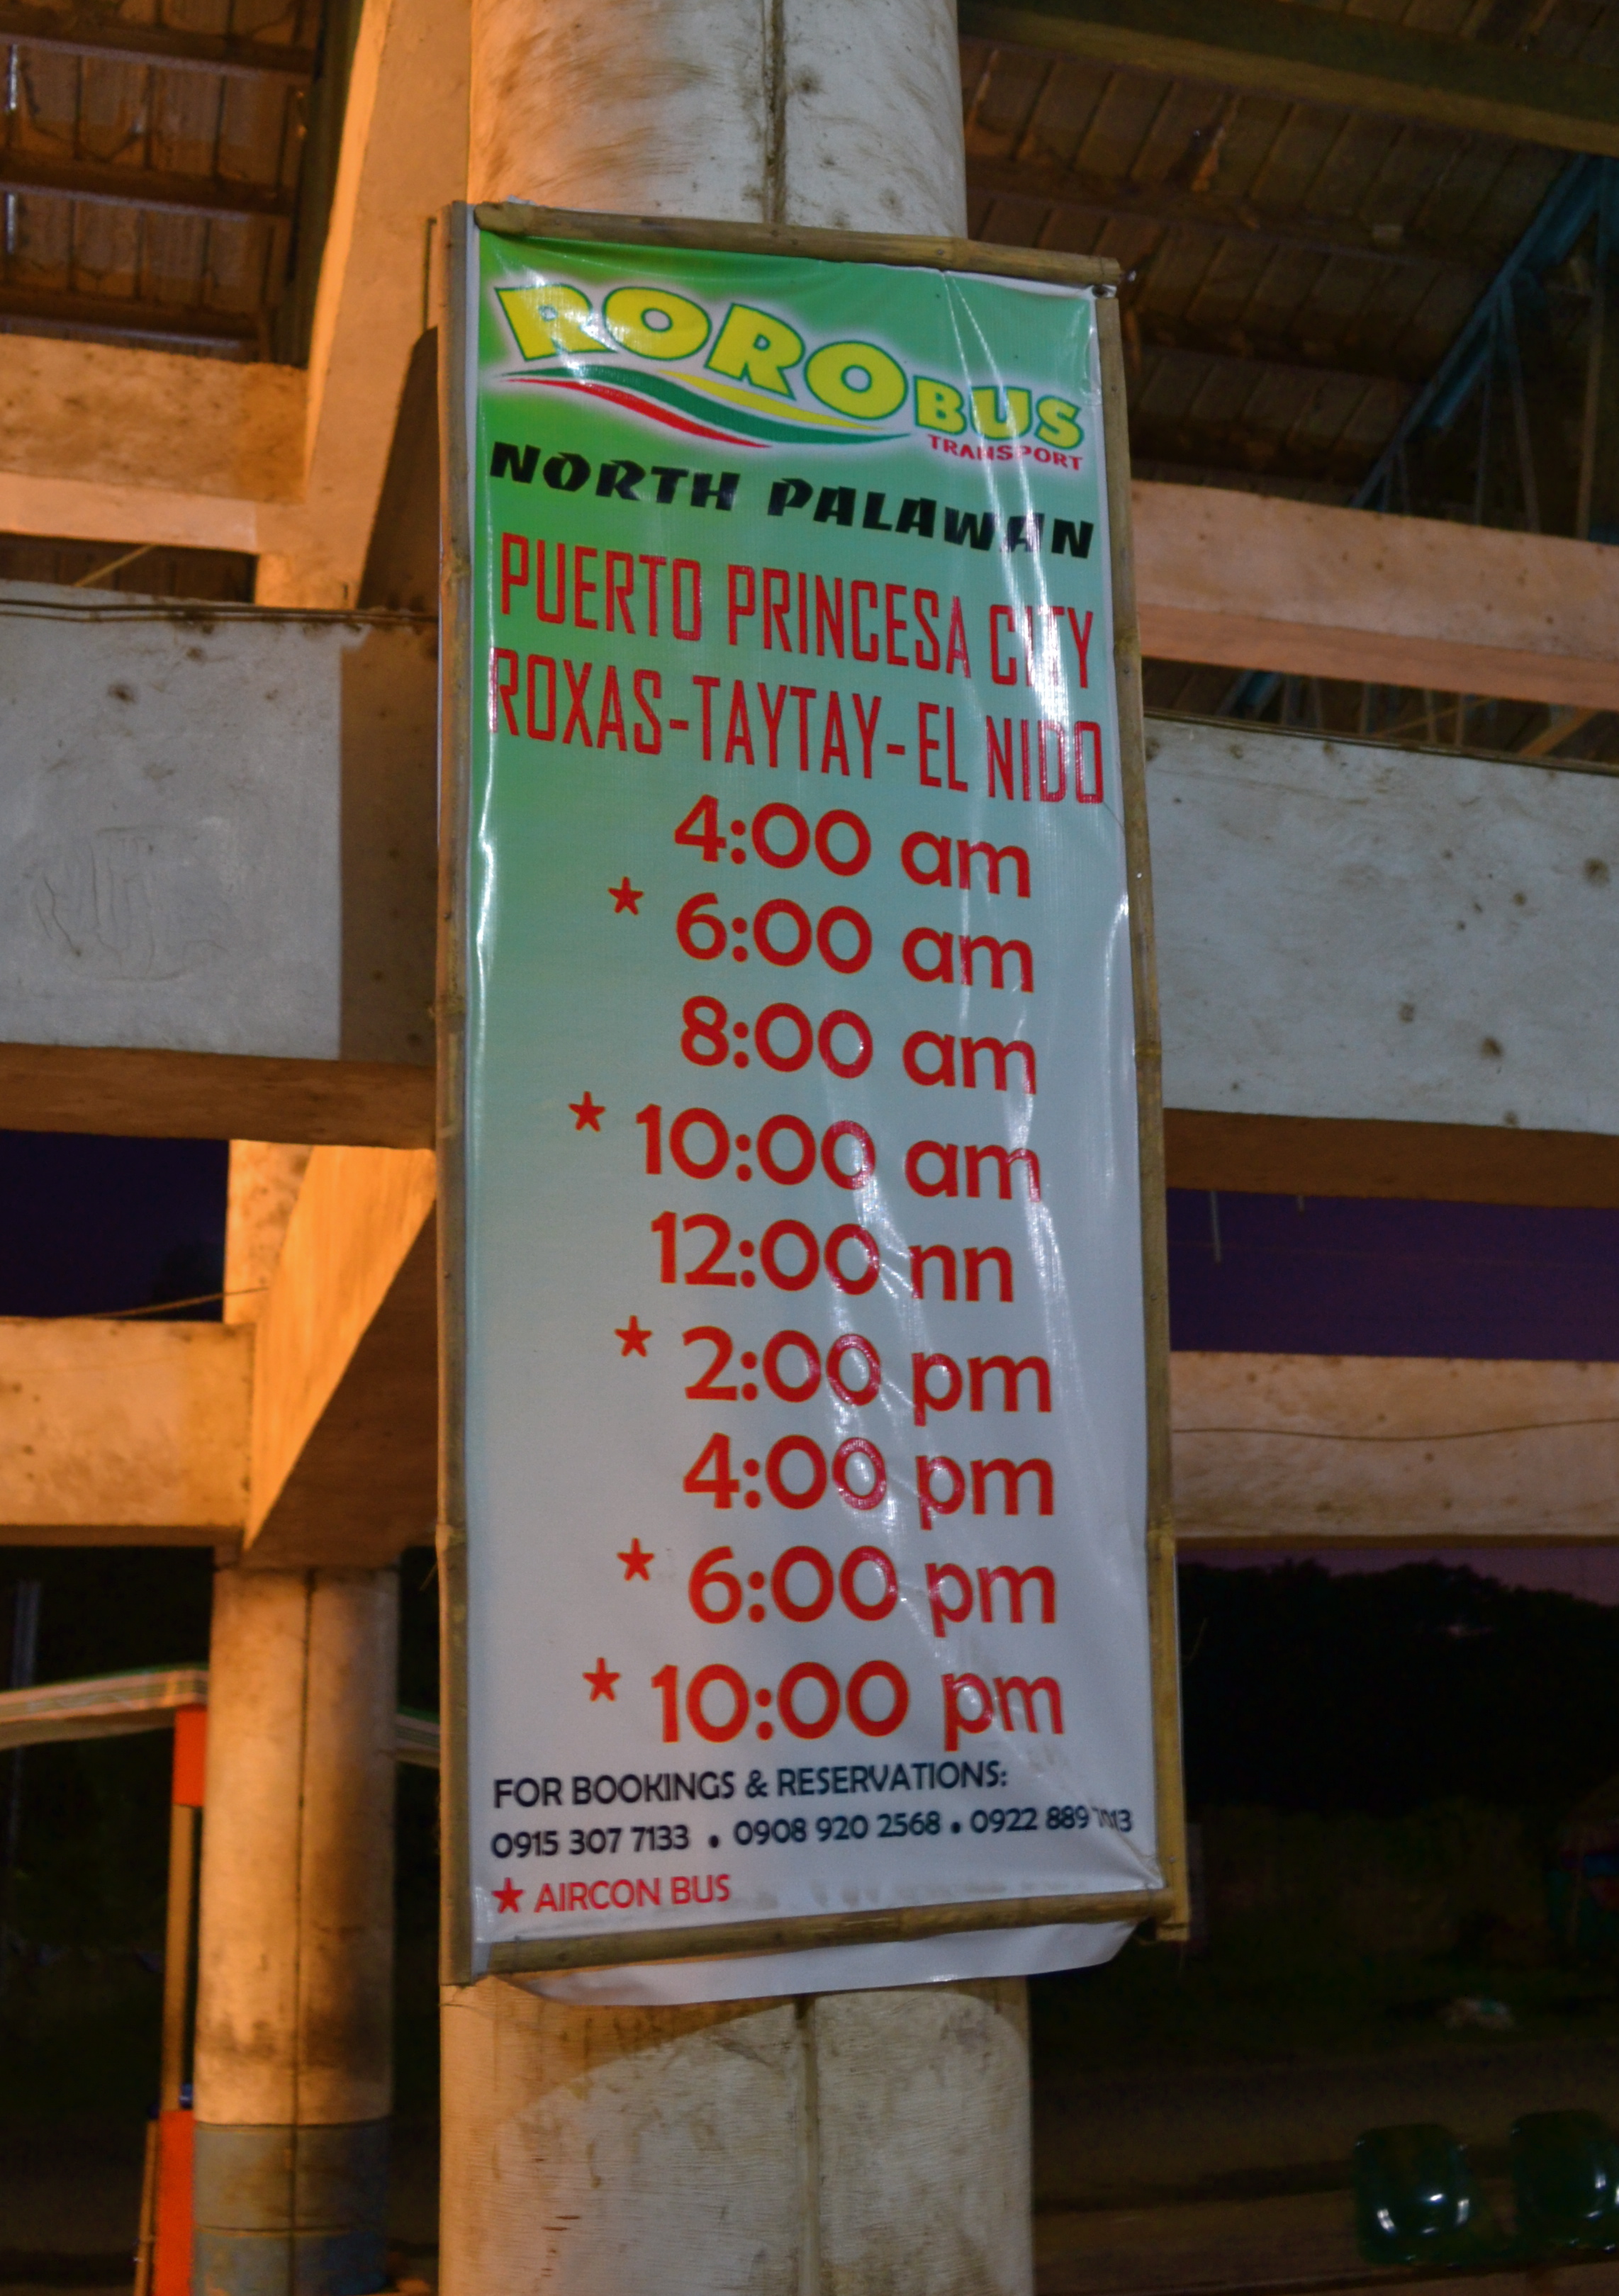 ROROBUS
TRANSPORT
NORTH PALAWAN
PUERTO PRINCESA CITY
ROXAS-TAYTAY-EL NIDO
4:00 am
* 6:00 am
8:00 am
* 10:00 am
12:00 nn
* 2:00 pm
4:00 pm
* 6:00 pm
* 10:00 pm
FOR BOOKINGS & RESERVATIONS:
0915 307 7133 . 0908 920 2568 . 0922 889 7013
★ AIRCON BUS